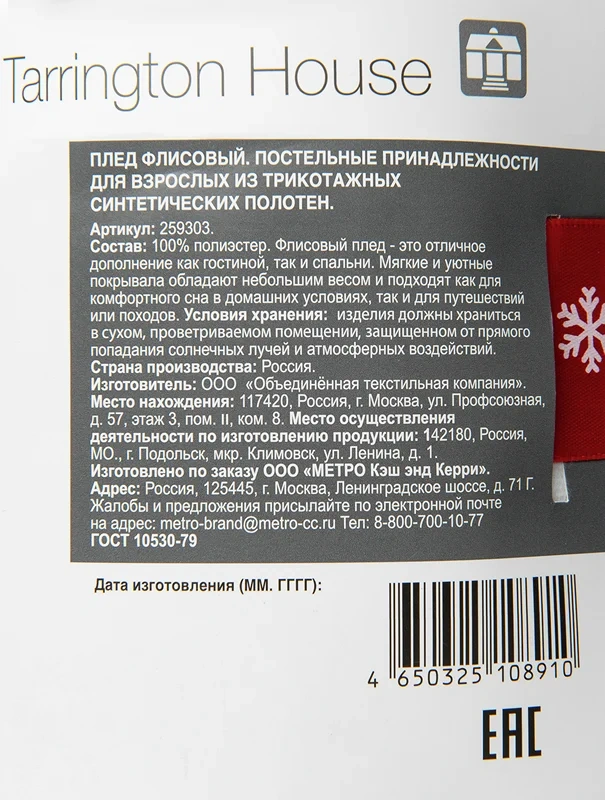 Tarrington House
ПЛЕД ФЛИСОВЫЙ. ПОСТЕЛЬНЫЕ ПРИНАДЛЕЖНОСТИ
ДЛЯ ВЗРОСЛЫХ ИЗ ТРИКОТАЖНЫХ
СИНТЕТИЧЕСКИХ ПОЛОТЕН.
Артикул: 259303.
Состав: 100% полиэстер. Флисовый плед - это отличное
дополнение как гостиной, так и спальни. Мягкие и уютные
покрывала обладают небольшим весом и подходят как для
комфортного сна в домашних условиях, так и для путешествий
или походов. Условия хранения: изделия должны храниться
в сухом, проветриваемом помещении, защищенном от прямого
попадания солнечных лучей и атмосферных воздействий.
Страна производства: Россия.
Изготовитель: ООО «Объединённая текстильная компания».
Место нахождения: 117420, Россия, г. Москва, ул. Профсоюзная,
д. 57, этаж 3, пом. II, ком. 8. Место осуществления
деятельности по изготовлению продукции: 142180, Россия,
МО., г. Подольск, мкр. Климовск, ул. Ленина, д. 1.
Изготовлено по заказу ООО «МЕТРО Кэш энд Керри».
Адрес: Россия, 125445, г. Москва, Ленинградское шоссе, д. 71 Г.
Жалобы и предложения присылайте по электронной почте
на адрес: metro-brand@metro-cc.ru Тел: 8-800-700-10-77
ГОСТ 10530-79
Дата изготовления (ММ. ГГГГ):
4 650325 108910
EAC